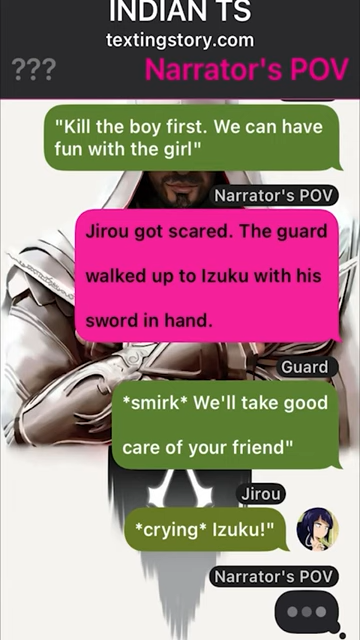 INDIAN TS
textingstory.com
??? Narrator's POV
"Kill the boy first. We can have
fun with the girl"
Narrator's POV
Jirou got scared. The guard
walked up to Izuku with his
sword in hand.
Guard
*smirk* We'll take good
care of your friend"
Jirou
*crying* Izuku!"
Narrator's POV